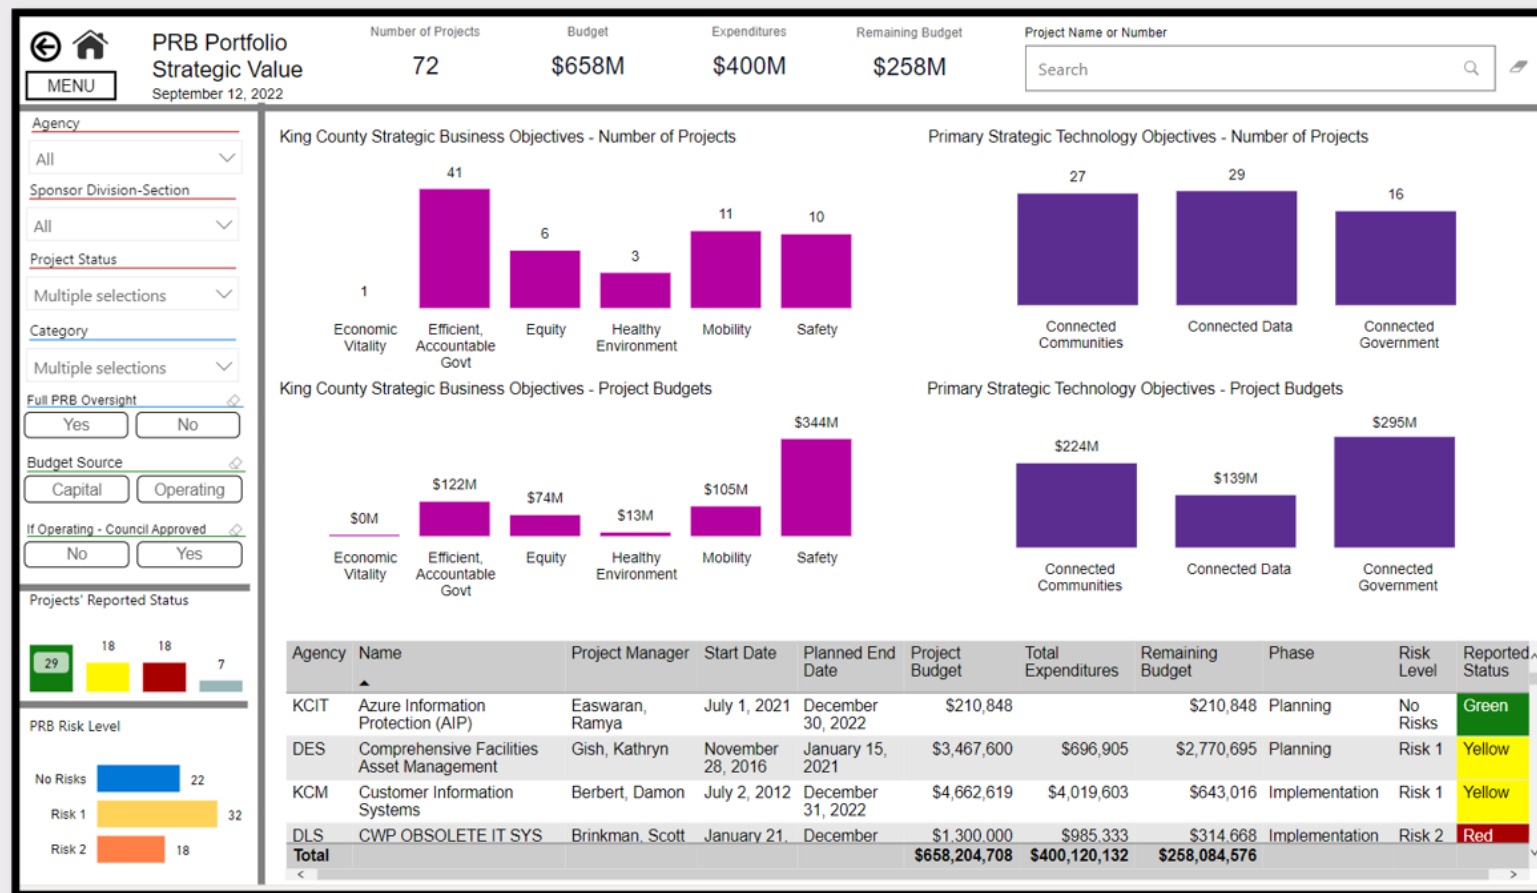 PRB Portfolio
Strategic Value
September 12, 2022
MENU
Number of Projects
72
Budget
$658M
Expenditures
$400M
Remaining Budget
$258M
Project Name or Number
Search
Agency
All
Sponsor Division-Section
All
Project Status
Multiple selections
Category
Multiple selections
Full PRB Oversight
Yes No
Budget Source
Capital Operating
If Operating - Council Approved
No Yes
Projects' Reported Status
29 18 18 7
PRB Risk Level
No Risks 22
Risk 1 32
Risk 2 18
King County Strategic Business Objectives - Number of Projects
1 41 6 3 11 10
Economic Vitality Efficient, Accountable Govt Equity Healthy Environment Mobility Safety
Primary Strategic Technology Objectives - Number of Projects
27 29 16
Connected Communities Connected Data Connected Government
King County Strategic Business Objectives - Project Budgets
$0M $122M $74M $13M $105M $344M
Economic Vitality Efficient, Accountable Govt Equity Healthy Environment Mobility Safety
Primary Strategic Technology Objectives - Project Budgets
$224M $139M $295M
Connected Communities Connected Data Connected Government
Agency Name Project Manager Start Date Planned End Date Project Budget Total Expenditures Remaining Budget Phase Risk Level Reported Status
KCIT Azure Information Protection (AIP) Easwaran, Ramya July 1, 2021 December 30, 2022 $210,848 $210,848 Planning No Risks Green
DES Comprehensive Facilities Asset Management Gish, Kathryn November 28, 2016 January 15, 2021 $3,467,600 $696,905 $2,770,695 Planning Risk 1 Yellow
KCM Customer Information Systems Berbert, Damon July 2, 2012 December 31, 2022 $4,662,619 $4,019,603 $643,016 Implementation Risk 1 Yellow
DLS CWP OBSOLETE IT SYS Brinkman, Scott January 21, December $1,300,000 $985,333 $314,668 Implementation Risk 2 Red
Total $658,204,708 $400,120,132 $258,084,576